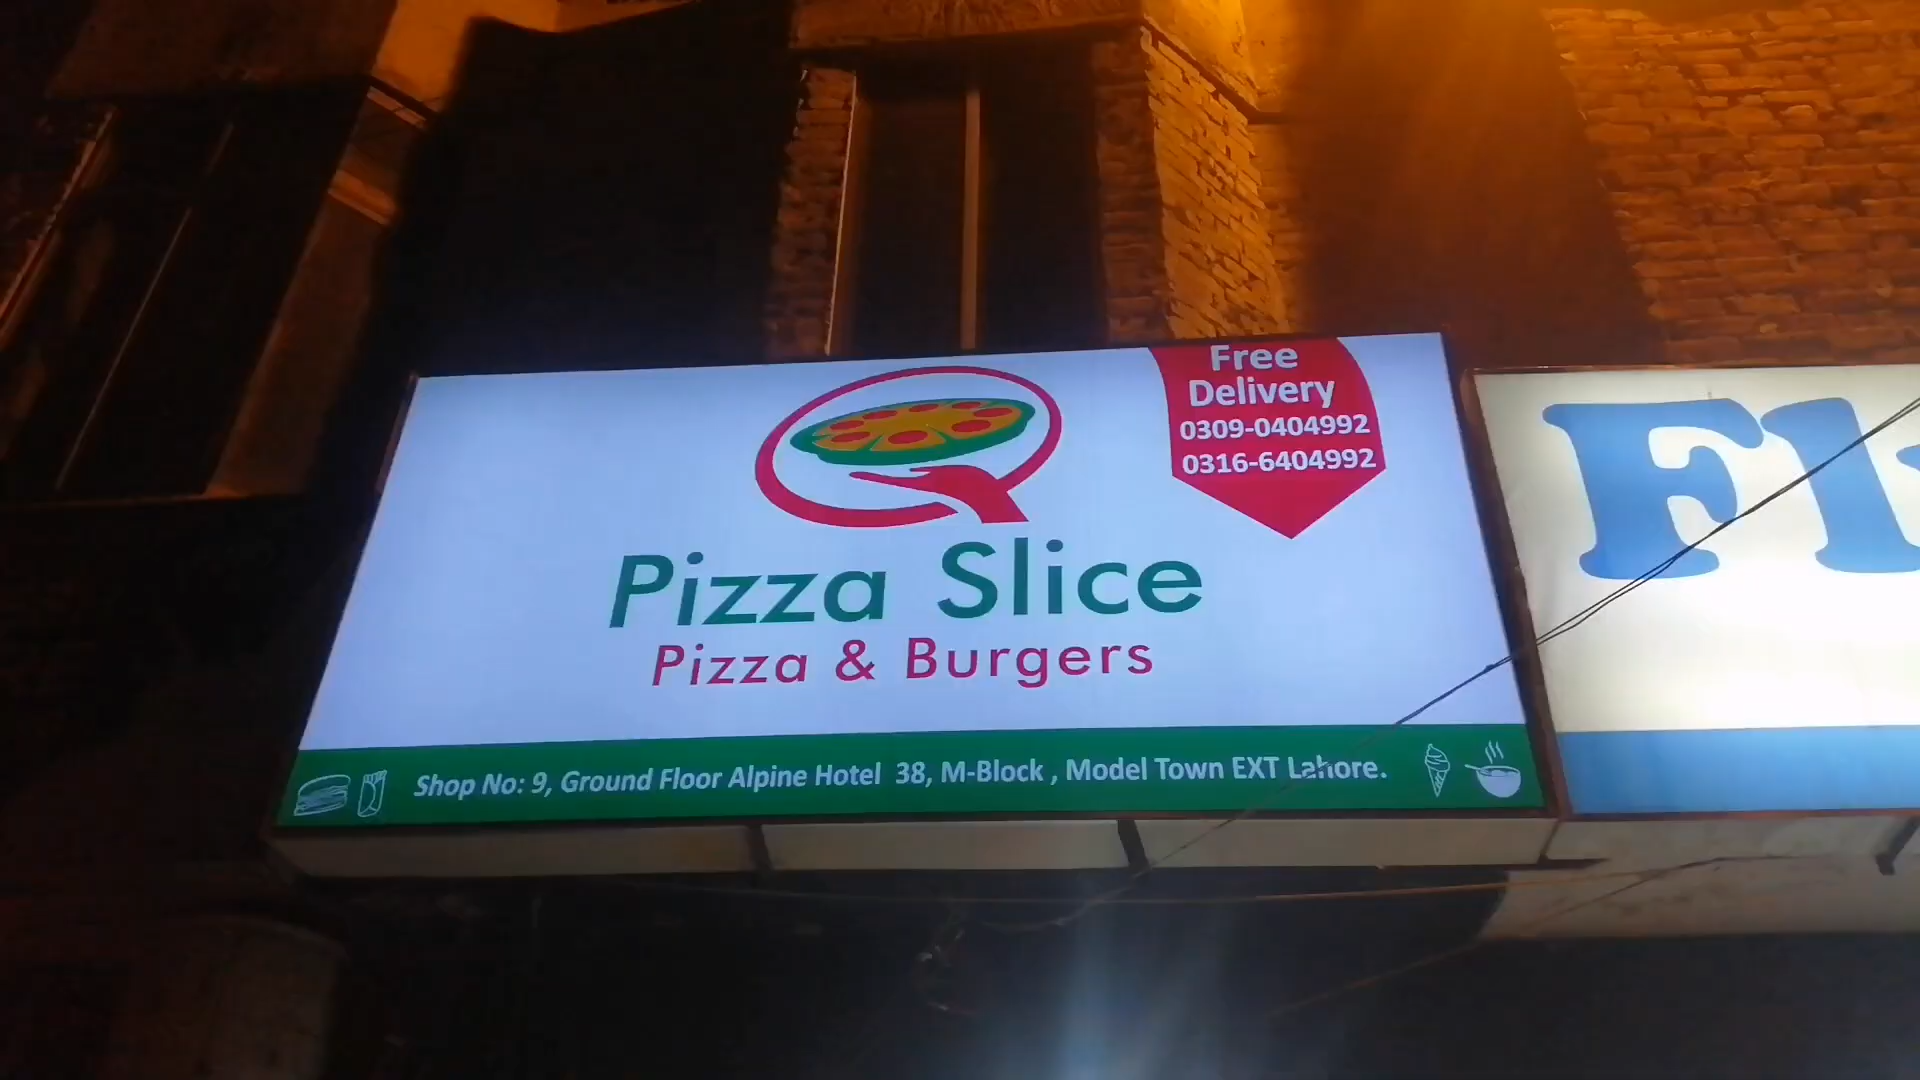 Free
Delivery
0309-0404992
0316-6404992
Pizza Slice
Pizza & Burgers
Shop No: 9, Ground Floor Alpine Hotel 38, M-Block , Model Town EXT Lahore.